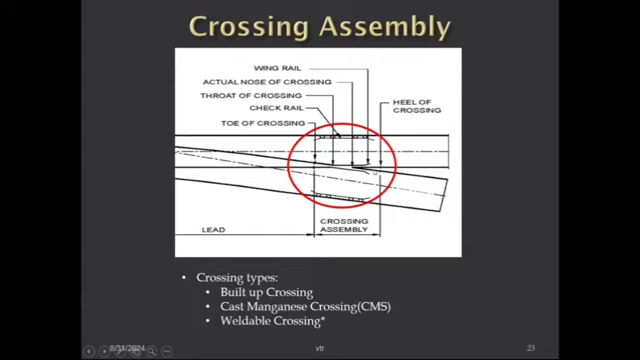 Crossing Assembly
WING RAIL
ACTUAL NOSE OF CROSSING
THROAT OF CROSSING
CHECK RAIL
TOE OF CROSSING
HEEL OF
CROSSING
LEAD
CROSSING
ASSEMBLY
• Crossing types:
• Built up Crossing
• Cast Manganese Crossing(CMS)
• Weldable Crossing*
8/31/2024
vtr
23